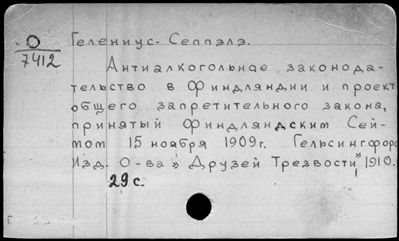 О
7412
Гелениус-Сеппэлэ.
Антиалкогольное законода-
тельство в Финляндии и проект
общего запретительного закона,
принятый Финляндским Сей-
мом 15 ноября 1909г. Гельсингфорс
Изд. О-ва „Друзей Трезвости", 1910.
29 с.